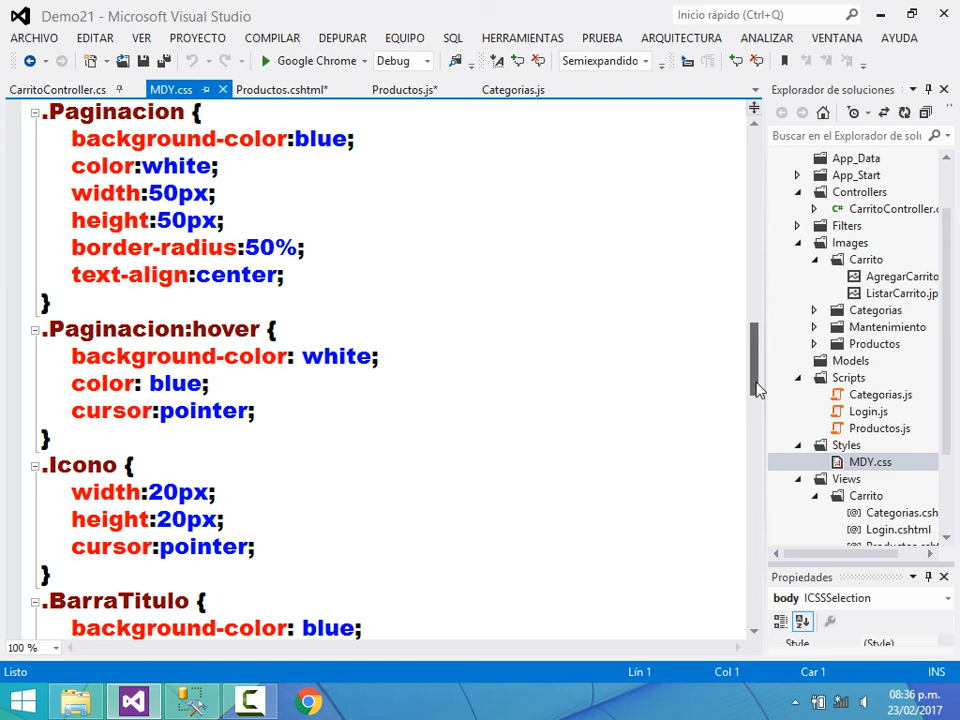 Demo21 - Microsoft Visual Studio
Inicio rápido (Ctrl+Q)
ARCHIVO EDITAR VER PROYECTO COMPILAR DEPURAR EQUIPO SQL HERRAMIENTAS PRUEBA ARQUITECTURA ANALIZAR VENTANA AYUDA
Google Chrome Debug Semiexpandido
CarritoController.cs MDY.css Productos.cshtml* Productos.js* Categorias.js
.Paginacion {
background-color:blue;
color:white;
width:50px;
height:50px;
border-radius:50%;
text-align:center;
}
.Paginacion:hover {
background-color: white;
color: blue;
cursor:pointer;
}
.Icono {
width:20px;
height:20px;
cursor:pointer;
}
.BarraTitulo {
background-color: blue;
100 %
Explorador de soluciones
Buscar en el Explorador de solu
App_Data
App_Start
Controllers
C# CarritoController.c
Filters
Images
Carrito
AgregarCarrito
ListarCarrito.jp
Categorias
Mantenimiento
Productos
Models
Scripts
Categorias.js
Login.js
Productos.js
Styles
MDY.css
Views
Carrito
Categorias.csh
Login.cshtml
Propiedades
body ICSSSelection
Style (Style)
Listo Lín 1 Col 1 Car 1 INS
08:36 p.m.
23/02/2017